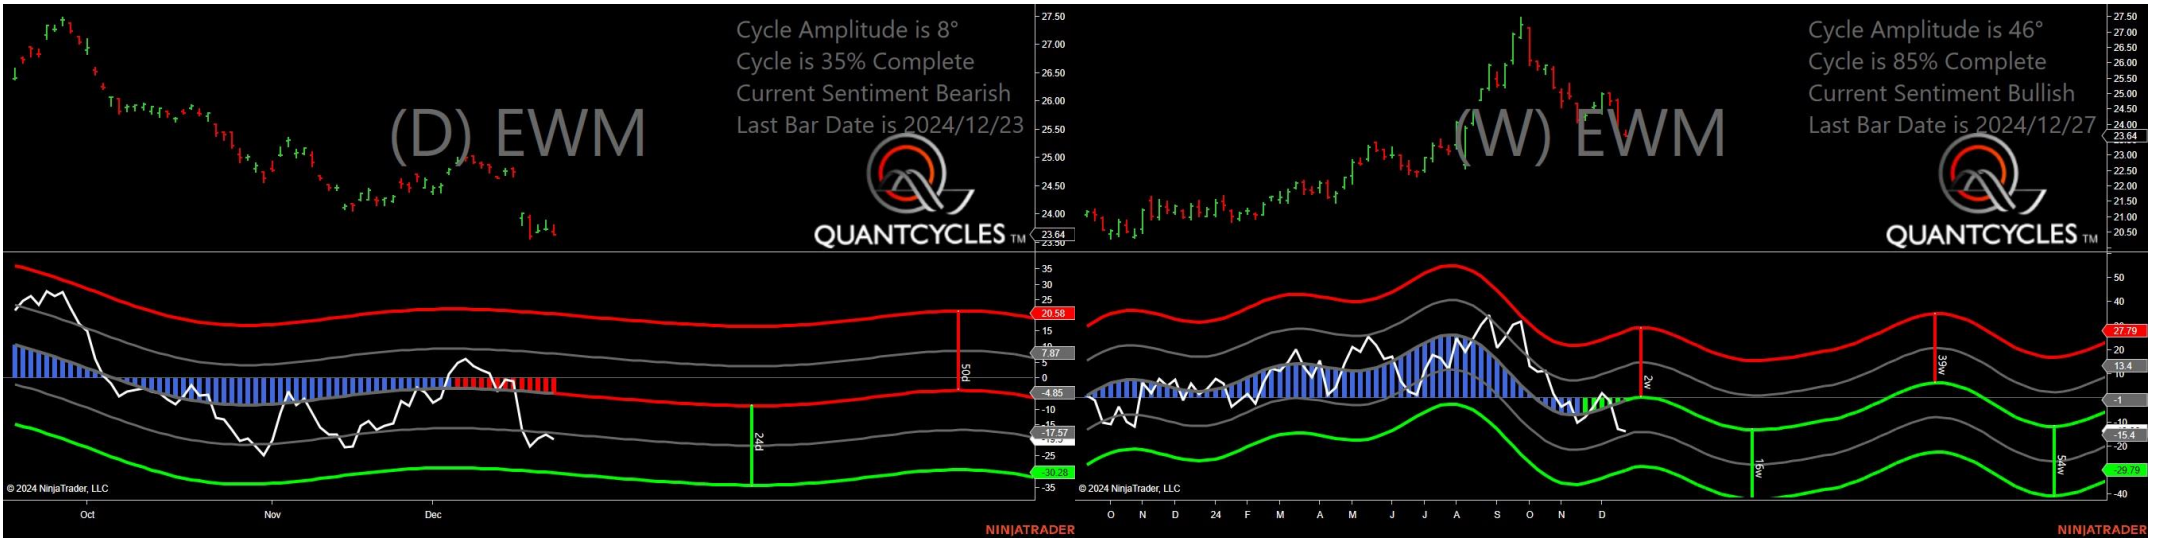 Cycle Amplitude is 8°
Cycle is 35% Complete
Current Sentiment Bearish
Last Bar Date is 2024/12/23
(D) EWM
QUANTCYCLES TM
27.50
27.00
26.50
26.00
25.50
25.00
24.50
24.00
23.64
23.50
35
30
25
20.58
15
10
7.87
5
0
-4.85
-10
-17.57
-25
-30.28
-35
50d
24d
© 2024 NinjaTrader, LLC
Oct
Nov
Dec
NINJATRADER
Cycle Amplitude is 46°
Cycle is 85% Complete
Current Sentiment Bullish
Last Bar Date is 2024/12/27
(W) EWM
QUANTCYCLES TM
27.50
27.00
26.50
26.00
25.50
25.00
24.50
24.00
23.64
23.00
22.50
22.00
21.50
21.00
20.50
50
40
27.79
20
13.4
10
-1
-10
-15.4
-20
-29.79
-40
2w
39w
16w
54w
© 2024 NinjaTrader, LLC
O N D 24 F M A M J J A S O N D
NINJATRADER